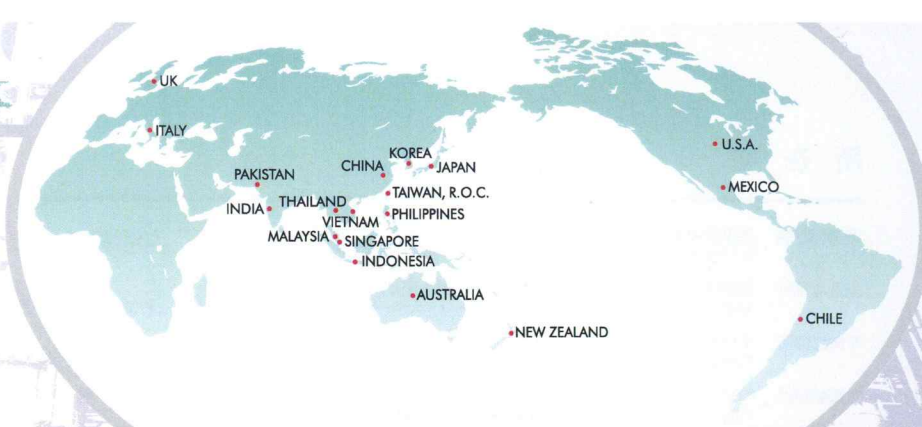 UK
ITALY
KOREA
CHINA
JAPAN
PAKISTAN
TAIWAN, R.O.C.
THAILAND
INDIA
PHILIPPINES
VIETNAM
MALAYSIA
SINGAPORE
INDONESIA
AUSTRALIA
NEW ZEALAND
U.S.A.
MEXICO
CHILE